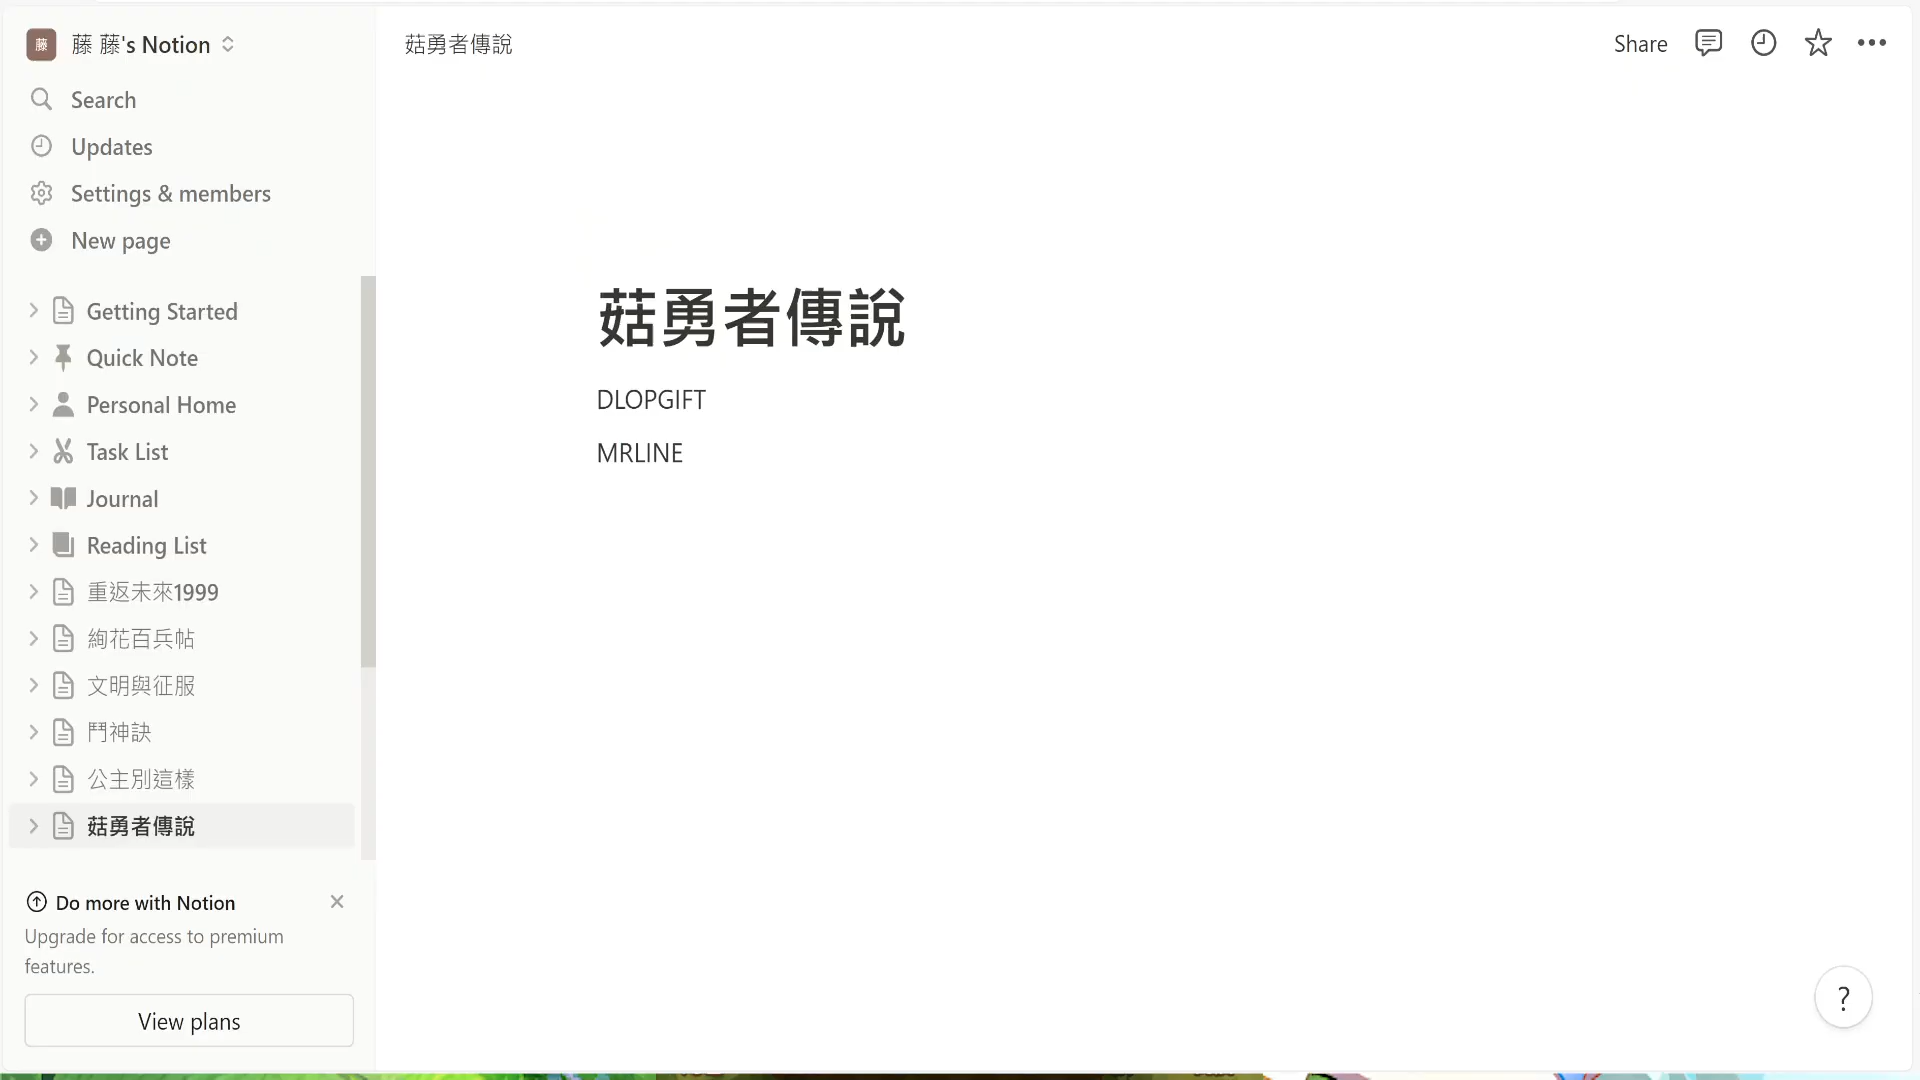 藤 藤 藤's Notion
菇勇者傳說
Share
Search
Updates
Settings & members
New page
Getting Started
Quick Note
Personal Home
Task List
Journal
Reading List
重返未來1999
絢花百兵帖
文明與征服
鬥神訣
公主別這樣
菇勇者傳說
Do more with Notion
Upgrade for access to premium
features.
View plans
菇勇者傳說
DLOPGIFT
MRLINE
?